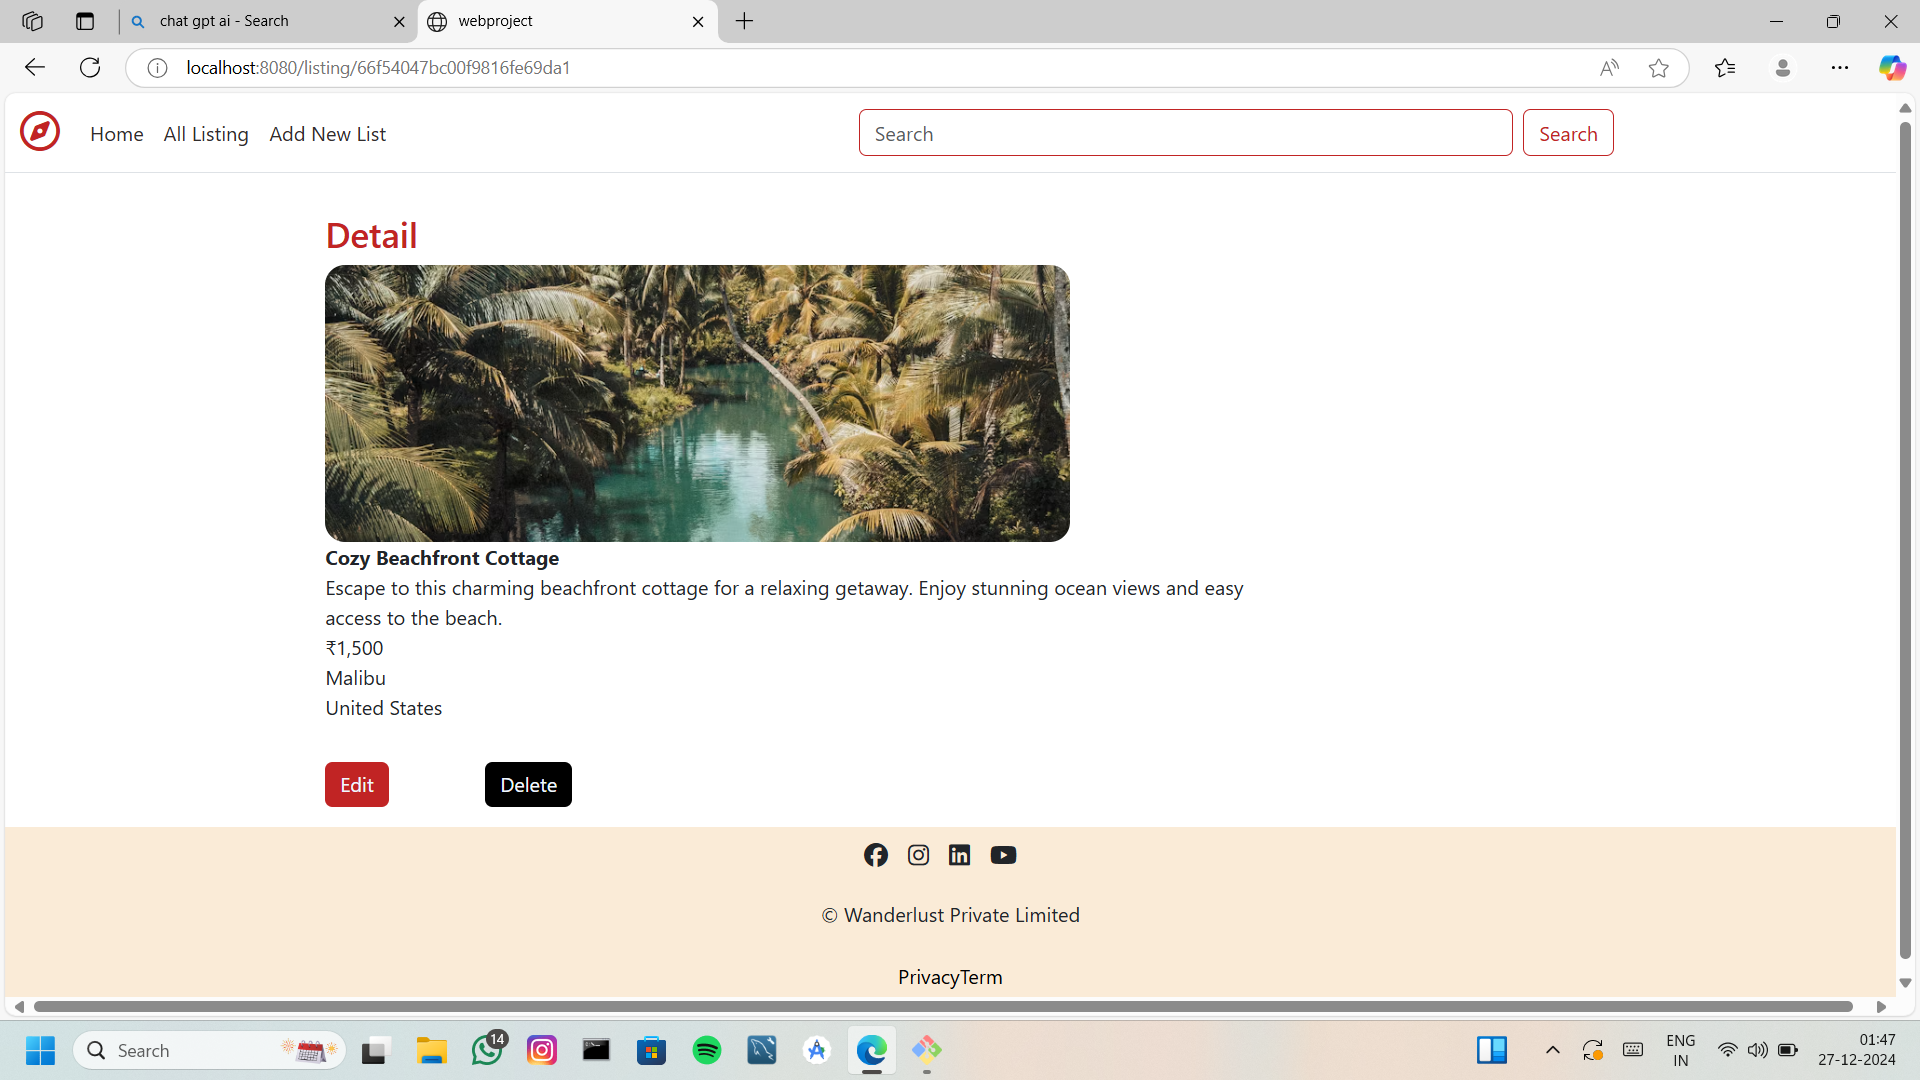 chat gpt ai - Search
webproject
localhost:8080/listing/66f54047bc00f9816fe69da1
Home All Listing Add New List
Search
Search
Detail
Cozy Beachfront Cottage
Escape to this charming beachfront cottage for a relaxing getaway. Enjoy stunning ocean views and easy
access to the beach.
₹1,500
Malibu
United States
Edit
Delete
© Wanderlust Private Limited
PrivacyTerm
Search
14
ENG
IN
01:47
27-12-2024